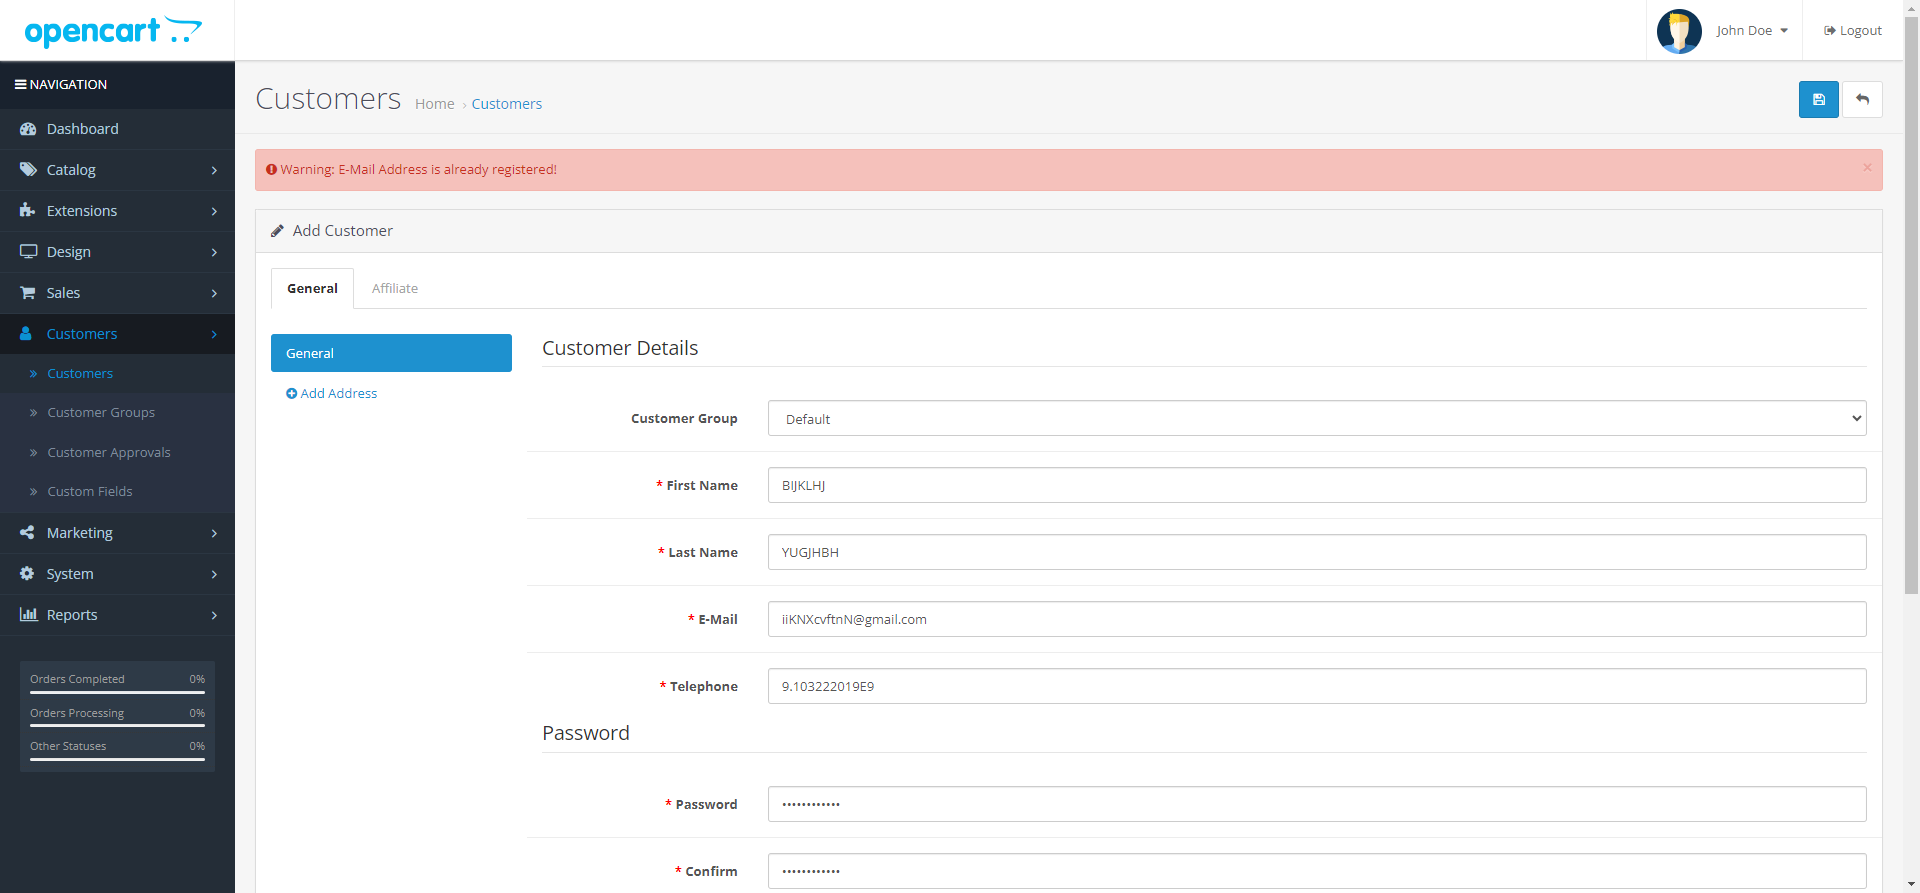 opencart
John Doe
Logout
NAVIGATION
Dashboard
Catalog
Extensions
Design
Sales
Customers
Customers
Customer Groups
Customer Approvals
Custom Fields
Marketing
System
Reports
Orders Completed 0%
Orders Processing 0%
Other Statuses 0%
Customers
Home › Customers
Warning: E-Mail Address is already registered!
×
Add Customer
General
Affiliate
General
Add Address
Customer Details
Customer Group Default
* First Name BIJKLHJ
* Last Name YUGJHBH
* E-Mail iiKNXcvftnN@gmail.com
* Telephone 9.103222019E9
Password
* Password ••••••••••••
* Confirm ••••••••••••